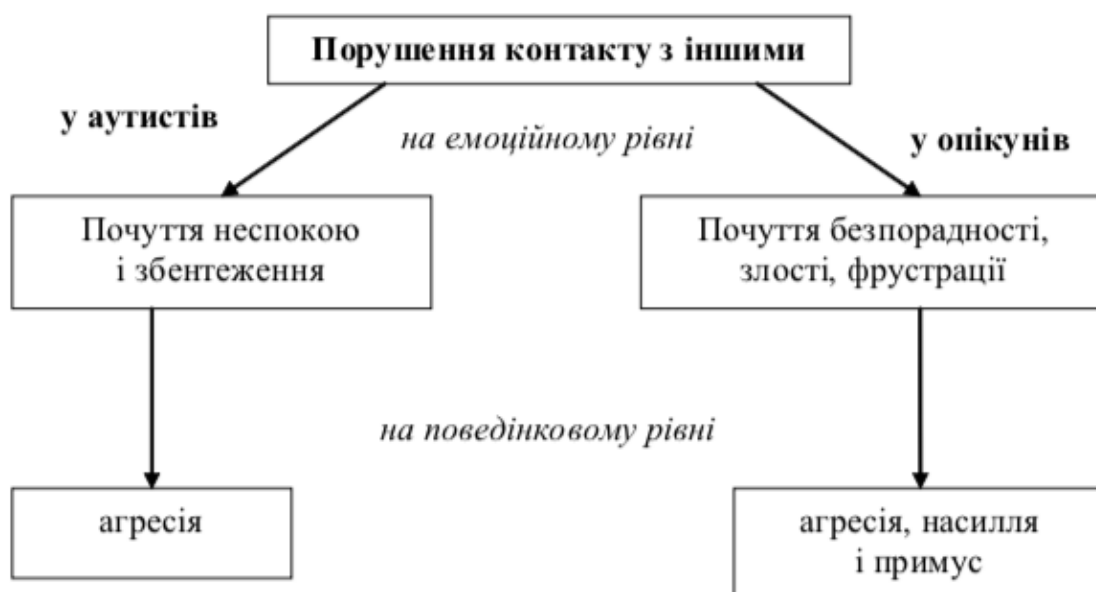 Порушення контакту з іншими
у аутистів
на емоційному рівні
у опікунів
Почуття неспокою
і збентеження
Почуття безпорадності,
злості, фрустрації
на поведінковому рівні
агресія
агресія, насилля
і примус